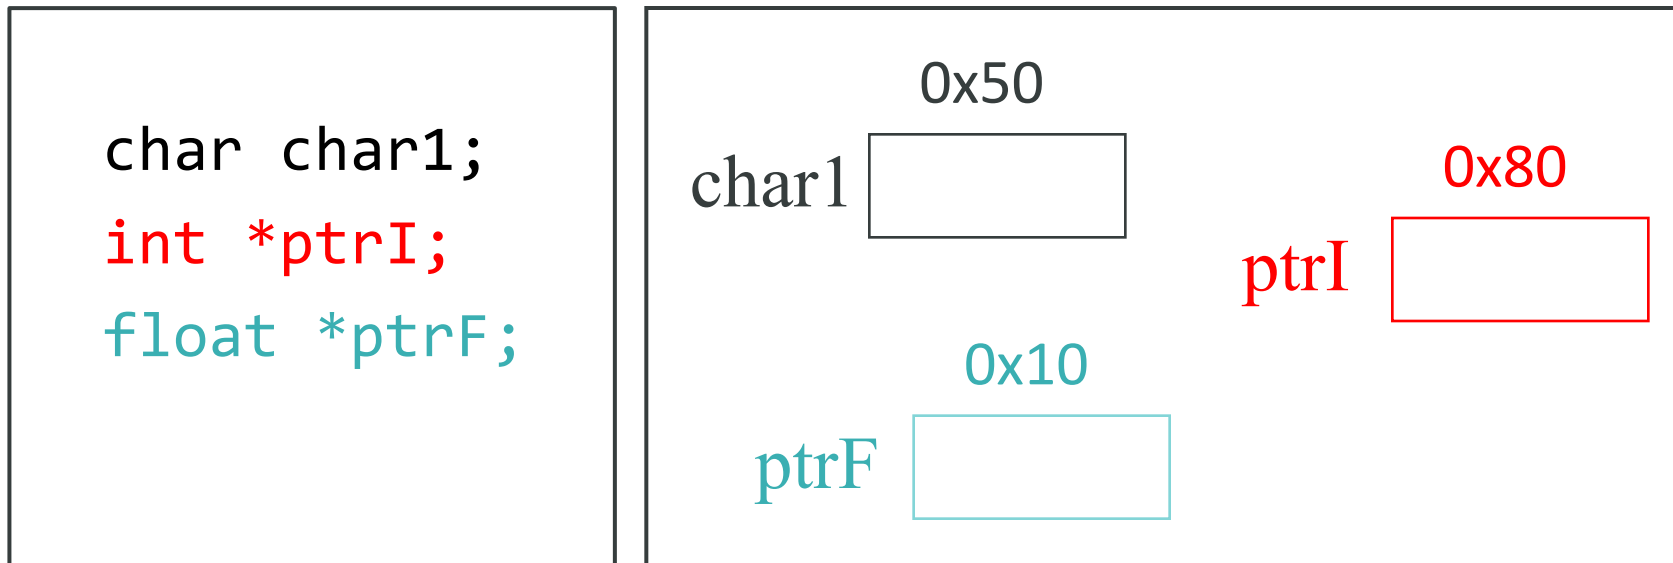 char char1;
int *ptrI;
float *ptrF;
0x50
char1
0x80
ptrI
0x10
ptrF